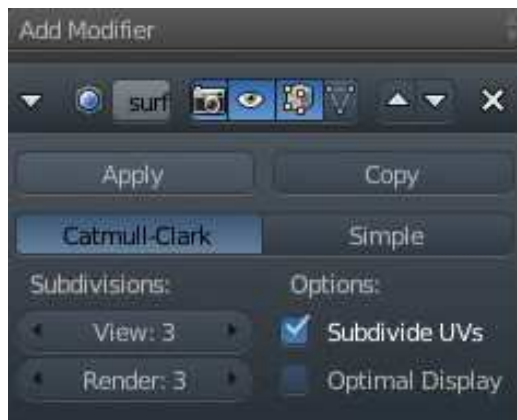 Add Modifier
surf
Apply Copy
Catmull-Clark Simple
Subdivisions: Options:
View: 3 Subdivide UVs
Render: 3 Optimal Display